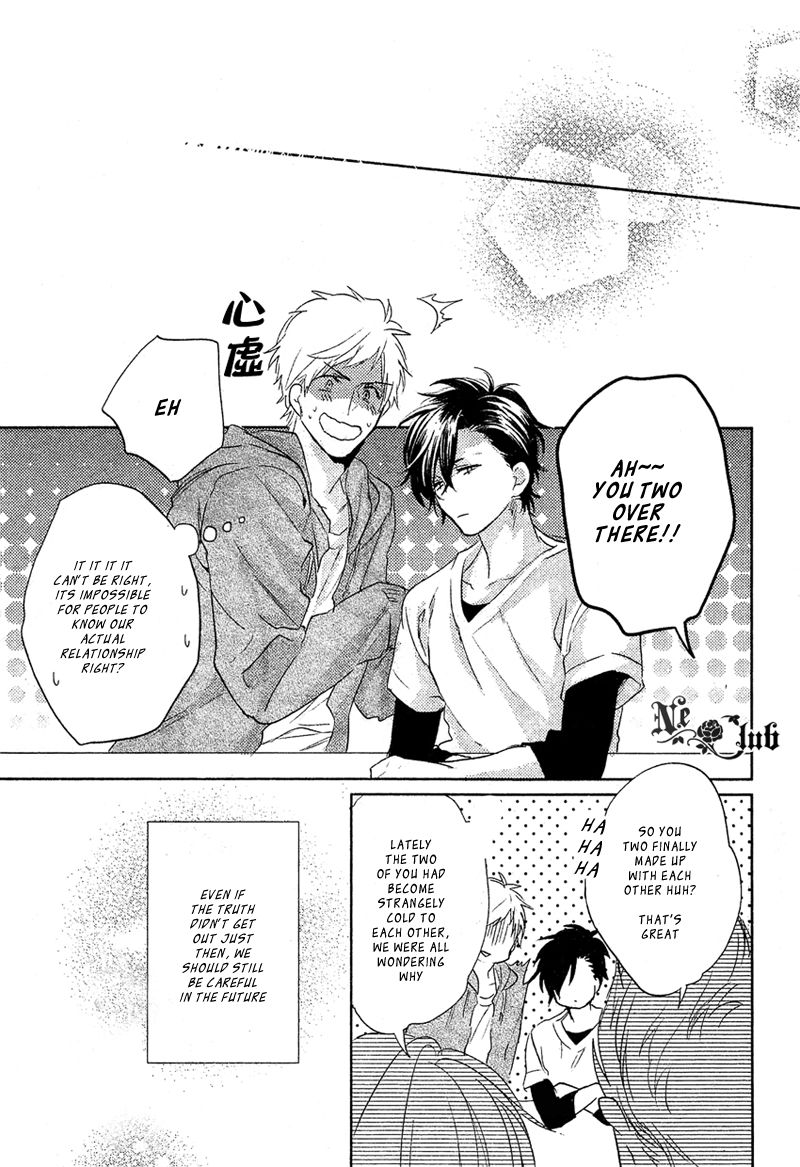 AH~~
YOU TWO
OVER
THERE!!
心
虛
EH
IT IT IT IT
CAN'T BE RIGHT,
ITS IMPOSSIBLE
FOR PEOPLE TO
KNOW OUR
ACTUAL
RELATIONSHIP
RIGHT?
Ne
Club
SO YOU
TWO FINALLY
MADE UP
WITH EACH
OTHER HUH?
THAT'S
GREAT
HA
HA
HA
LATELY
THE TWO
OF YOU HAD
BECOME
STRANGELY
COLD TO
EACH OTHER,
WE WERE ALL
WONDERING
WHY
EVEN IF
THE TRUTH
DIDN'T GET
OUT JUST
THEN, WE
SHOULD STILL
BE CAREFUL
IN THE FUTURE